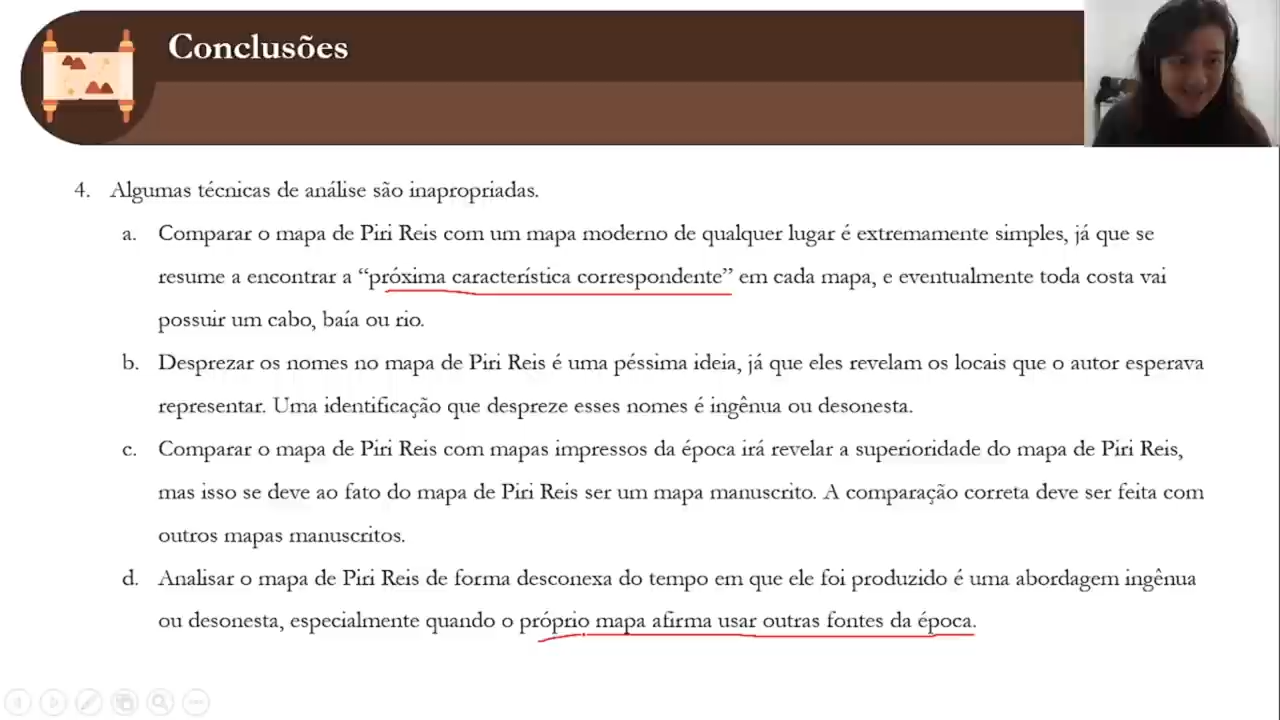 Conclusões
4. Algumas técnicas de análise são inapropriadas.
a. Comparar o mapa de Piri Reis com um mapa moderno de qualquer lugar é extremamente simples, já que se
resume a encontrar a “próxima característica correspondente” em cada mapa, e eventualmente toda costa vai
possuir um cabo, baía ou rio.
b. Desprezar os nomes no mapa de Piri Reis é uma péssima ideia, já que eles revelam os locais que o autor esperava
representar. Uma identificação que despreze esses nomes é ingênua ou desonesta.
c. Comparar o mapa de Piri Reis com mapas impressos da época irá revelar a superioridade do mapa de Piri Reis,
mas isso se deve ao fato do mapa de Piri Reis ser um mapa manuscrito. A comparação correta deve ser feita com
outros mapas manuscritos.
d. Analisar o mapa de Piri Reis de forma desconexa do tempo em que ele foi produzido é uma abordagem ingênua
ou desonesta, especialmente quando o próprio mapa afirma usar outras fontes da época.